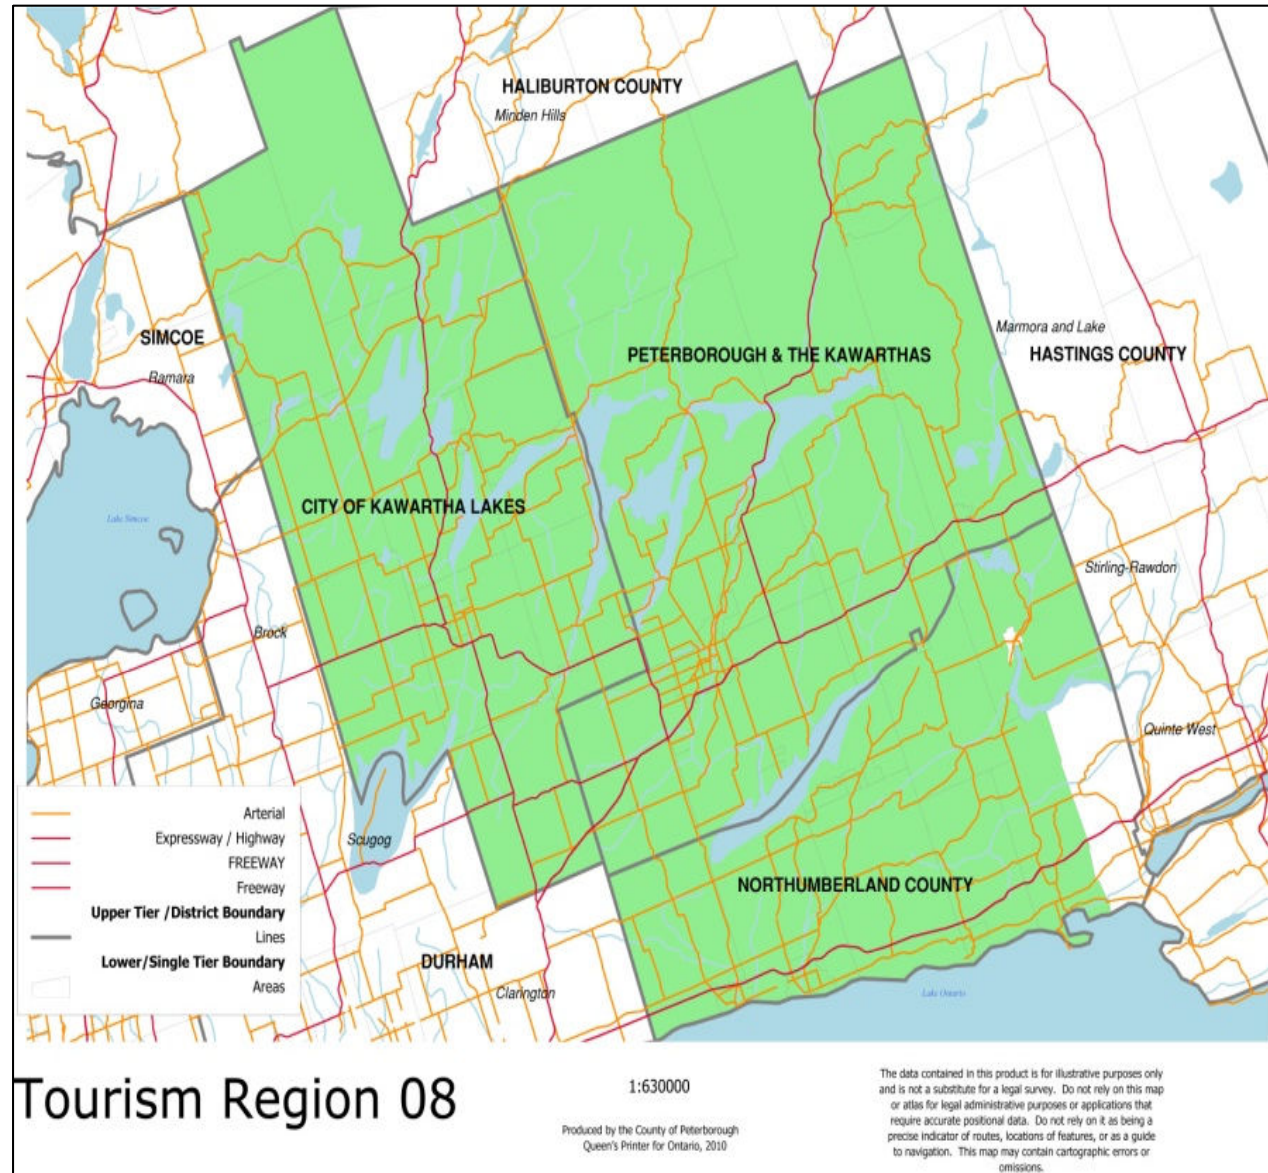 HALIBURTON COUNTY
Minden Hills
SIMCOE
Ramara
Marmora and Lake
HASTINGS COUNTY
PETERBOROUGH & THE KAWARTHAS
CITY OF KAWARTHA LAKES
Lake Simcoe
Stirling-Rawdon
Brock
Georgina
Quinte West
Scugog
NORTHUMBERLAND COUNTY
DURHAM
Clarington
Lake Ontario
Arterial
Expressway / Highway
FREEWAY
Freeway
Upper Tier /District Boundary
Lines
Lower/Single Tier Boundary
Areas
Tourism Region 08
1:630000
Produced by the County of Peterborough
Queen's Printer for Ontario, 2010
The data contained in this product is for illustrative purposes only
and is not a substitute for a legal survey. Do not rely on this map
or atlas for legal administrative purposes or applications that
require accurate positional data. Do not rely on it as being a
precise indicator of routes, locations of features, or as a guide
to navigation. This map may contain cartographic errors or
omissions.